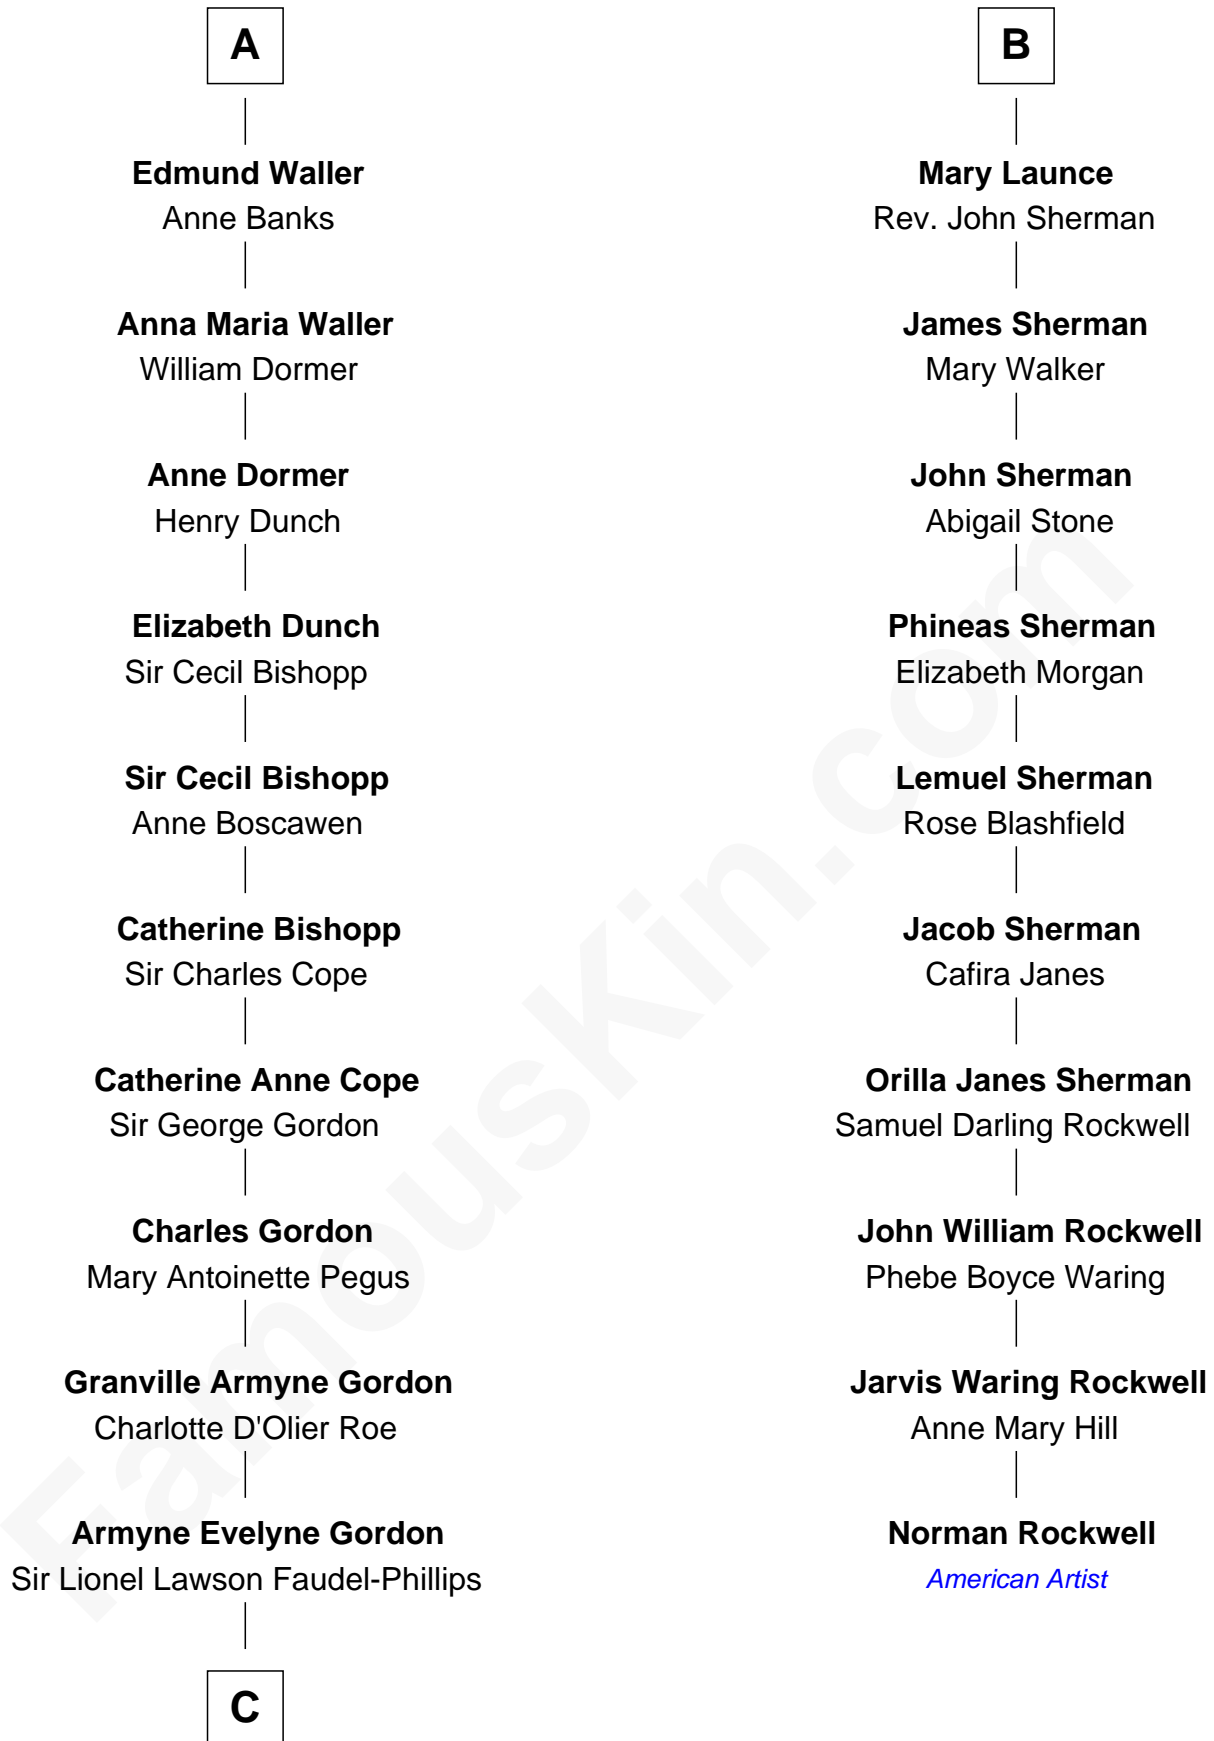 A
Edmund Waller
Anne Banks
Anna Maria Waller
William Dormer
Anne Dormer
Henry Dunch
Elizabeth Dunch
Sir Cecil Bishopp
Sir Cecil Bishopp
Anne Boscawen
Catherine Bishopp
Sir Charles Cope
Catherine Anne Cope
Sir George Gordon
Charles Gordon
Mary Antoinette Pegus
Granville Armyne Gordon
Charlotte D'Olier Roe
Armyne Evelyne Gordon
Sir Lionel Lawson Faudel-Phillips
C
B
Mary Launce
Rev. John Sherman
James Sherman
Mary Walker
John Sherman
Abigail Stone
Phineas Sherman
Elizabeth Morgan
Lemuel Sherman
Rose Blashfield
Jacob Sherman
Cafira Janes
Orilla Janes Sherman
Samuel Darling Rockwell
John William Rockwell
Phebe Boyce Waring
Jarvis Waring Rockwell
Anne Mary Hill
Norman Rockwell
American Artist
FamousKin.com